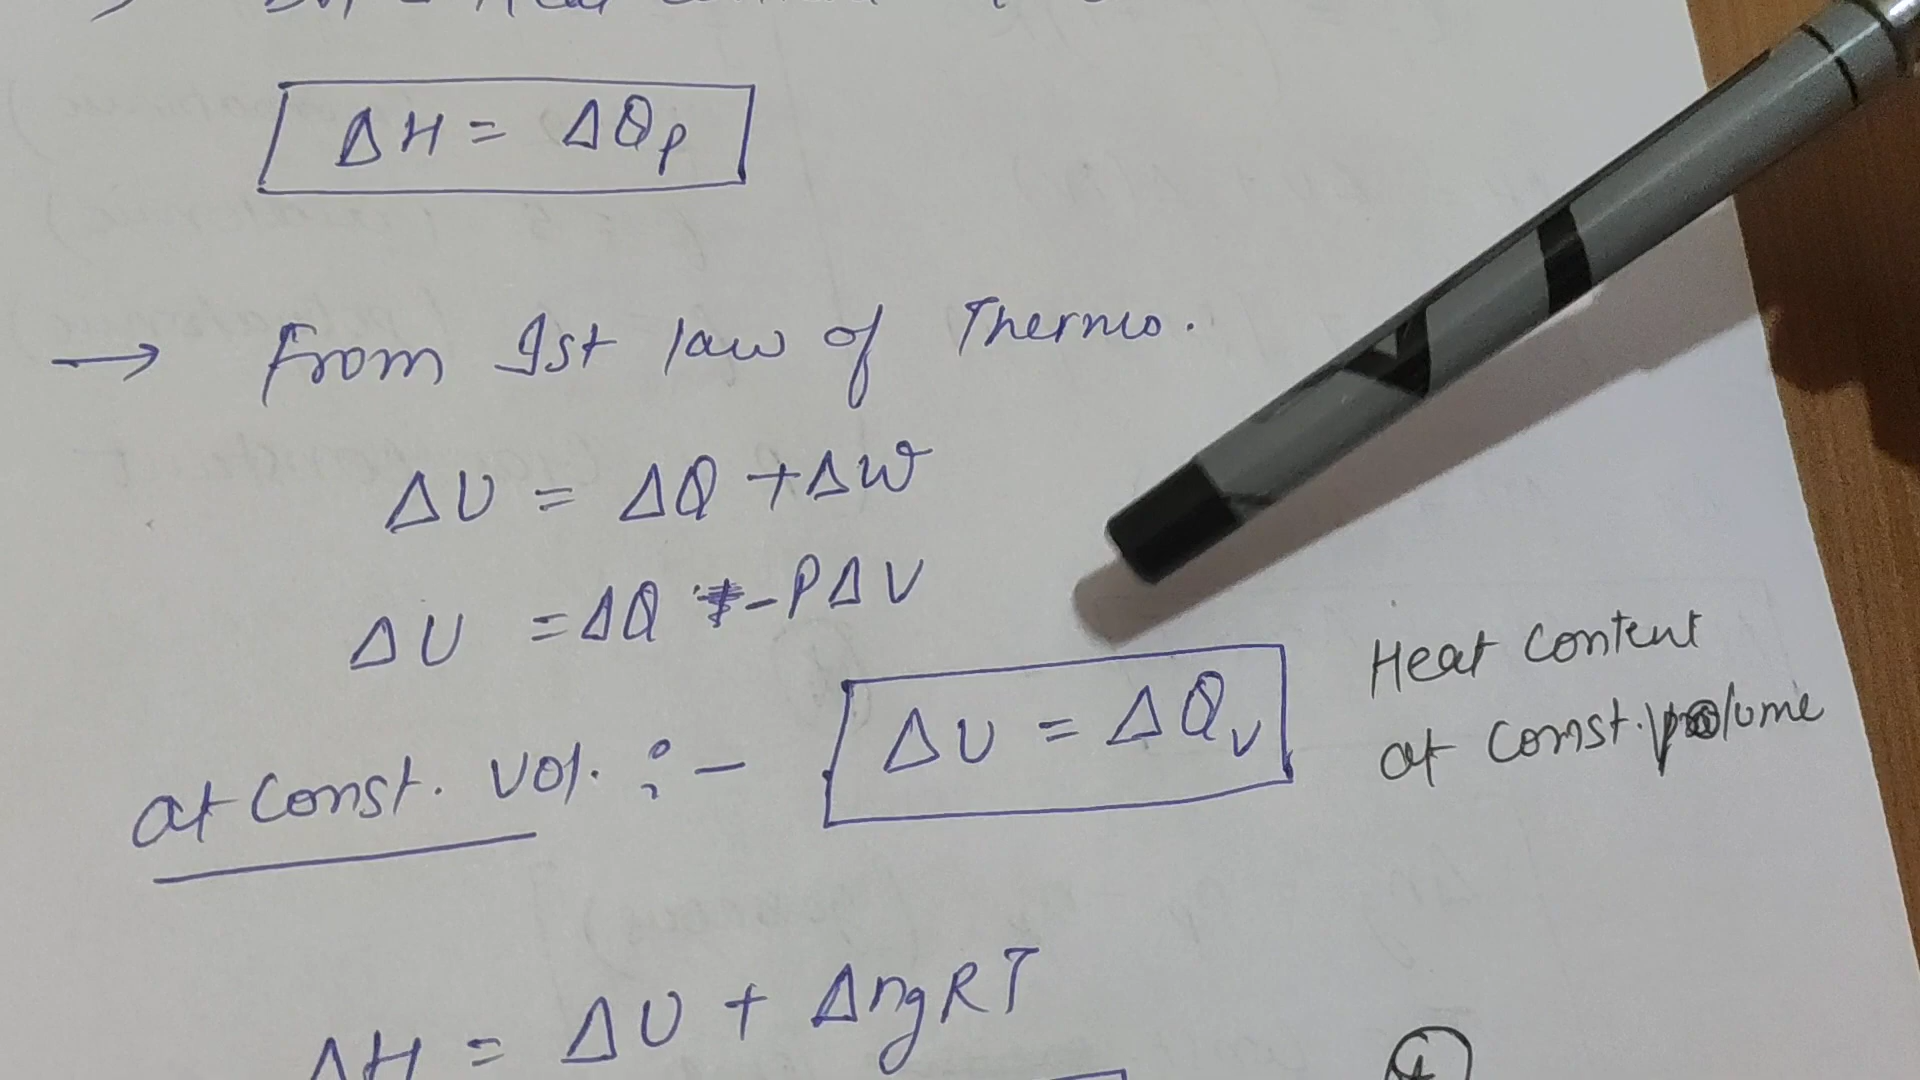 ΔH = ΔQp
→ From Ist law of Thermo.
ΔU = ΔQ + ΔW
ΔU = ΔQ - PΔV
at Const. Vol. :- ΔU = ΔQv
Heat Content
at Const. volume
ΔH = ΔU + ΔngRT